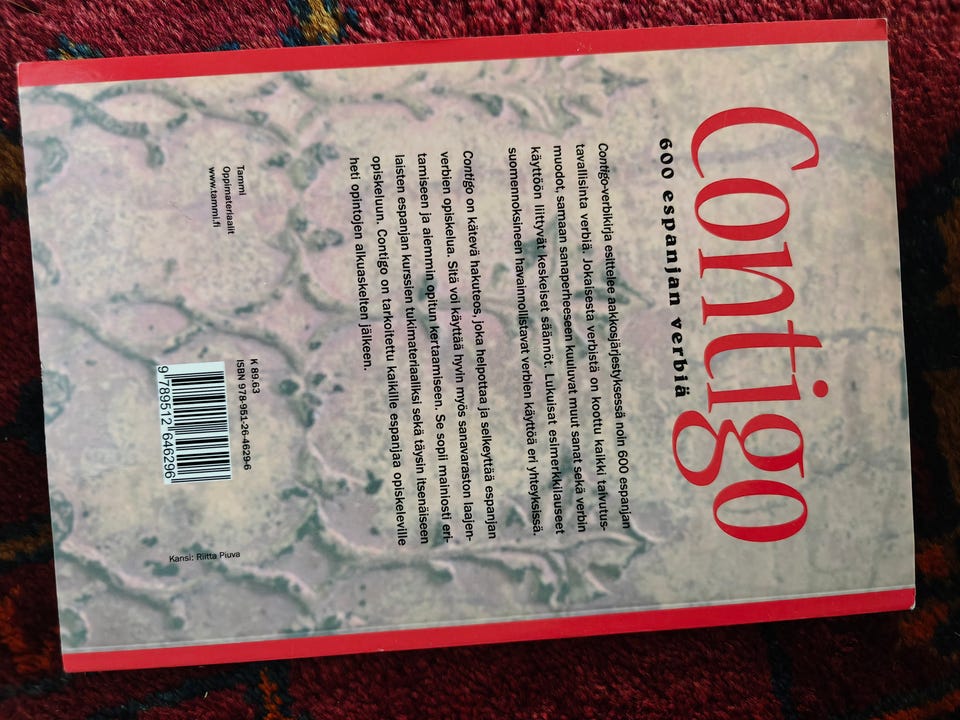 Contigo
600 espanjan verbiä
Contigo-verbikirja esittelee aakkosjärjestyksessä noin 600 espanjan
tavallisinta verbiä. Jokaisesta verbistä on koottu kaikki taivutus-
muodot, samaan sanaperheeseen kuuluvat muut sanat sekä verbin
käyttöön liittyvät keskeiset säännöt. Lukuisat esimerkkilauseet
suomennoksineen havainnollistavat verbien käyttöä eri yhteyksissä.
Contigo on kätevä hakuteos, joka helpottaa ja selkeyttää espanjan
verbien opiskelua. Sitä voi käyttää hyvin myös sanavaraston laajen-
tamiseen ja aiemmin opitun kertaamiseen. Se sopii mainiosti eri-
laisten espanjan kurssien tukimateriaaliksi sekä täysin itsenäiseen
opiskeluun. Contigo on tarkoitettu kaikille espanjaa opiskeleville
heti opintojen alkuaskelten jälkeen.
Tammi
Oppimateriaalit
www.tammi.fi
K 89.63
ISBN 978-951-26-4629-6
9 789512 646296
Kansi: Riitta Piuva